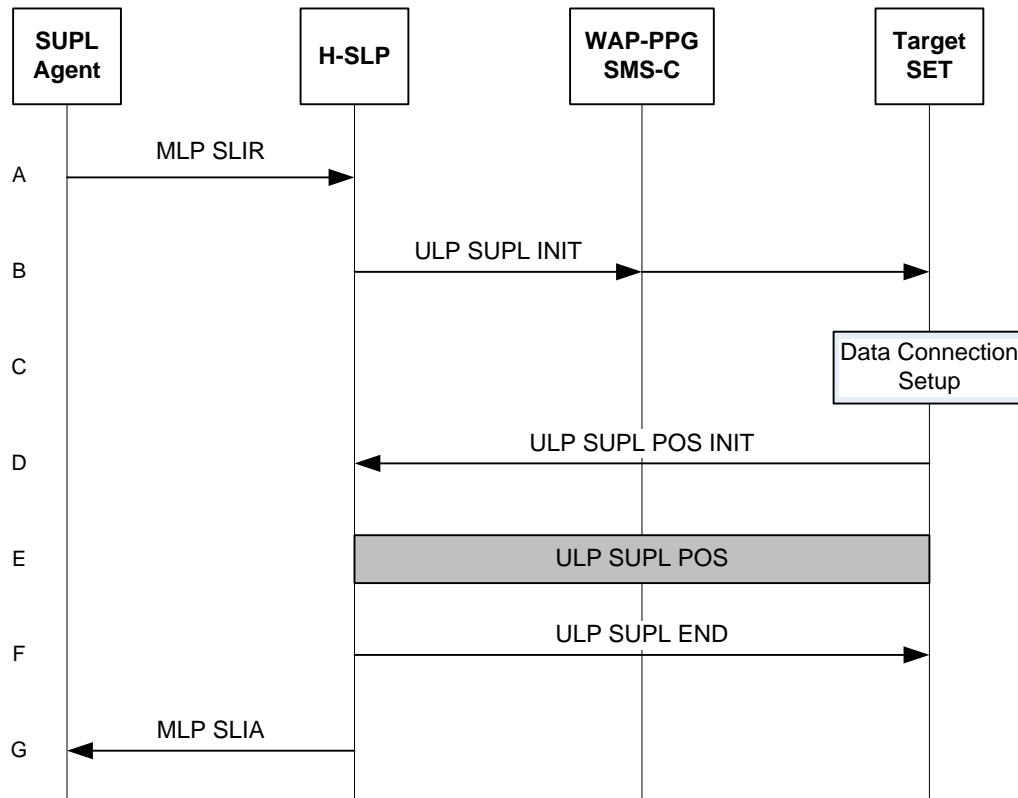 SUPL
Agent
H-SLP
WAP-PPG
SMS-C
Target
SET
A
MLP SLIR
B
ULP SUPL INIT
C
Data Connection
Setup
D
ULP SUPL POS INIT
E
ULP SUPL POS
F
ULP SUPL END
G
MLP SLIA